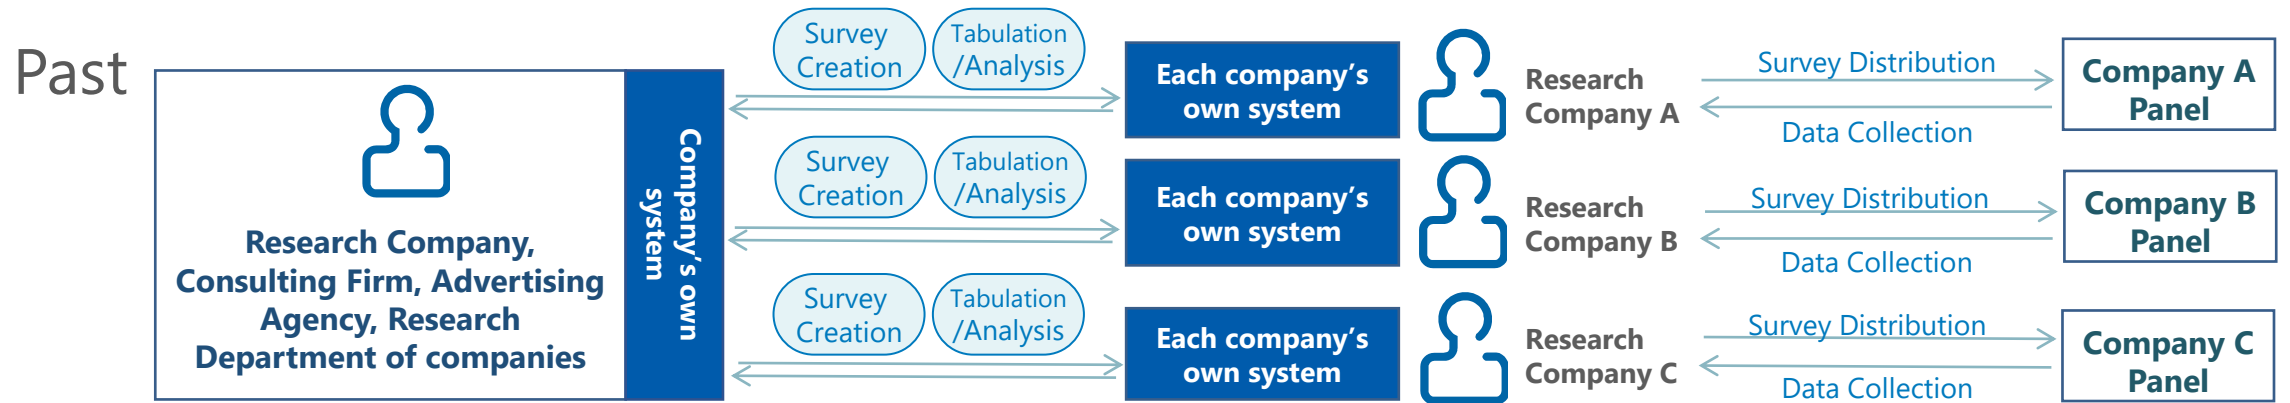 Past
Research Company,
Consulting Firm, Advertising
Agency, Research
Department of companies
Company's own
system
Survey
Creation
Tabulation
/Analysis
Each company's
own system
Research
Company A
Survey Distribution
Data Collection
Company A
Panel
Survey
Creation
Tabulation
/Analysis
Each company's
own system
Research
Company B
Survey Distribution
Data Collection
Company B
Panel
Survey
Creation
Tabulation
/Analysis
Each company's
own system
Research
Company C
Survey Distribution
Data Collection
Company C
Panel